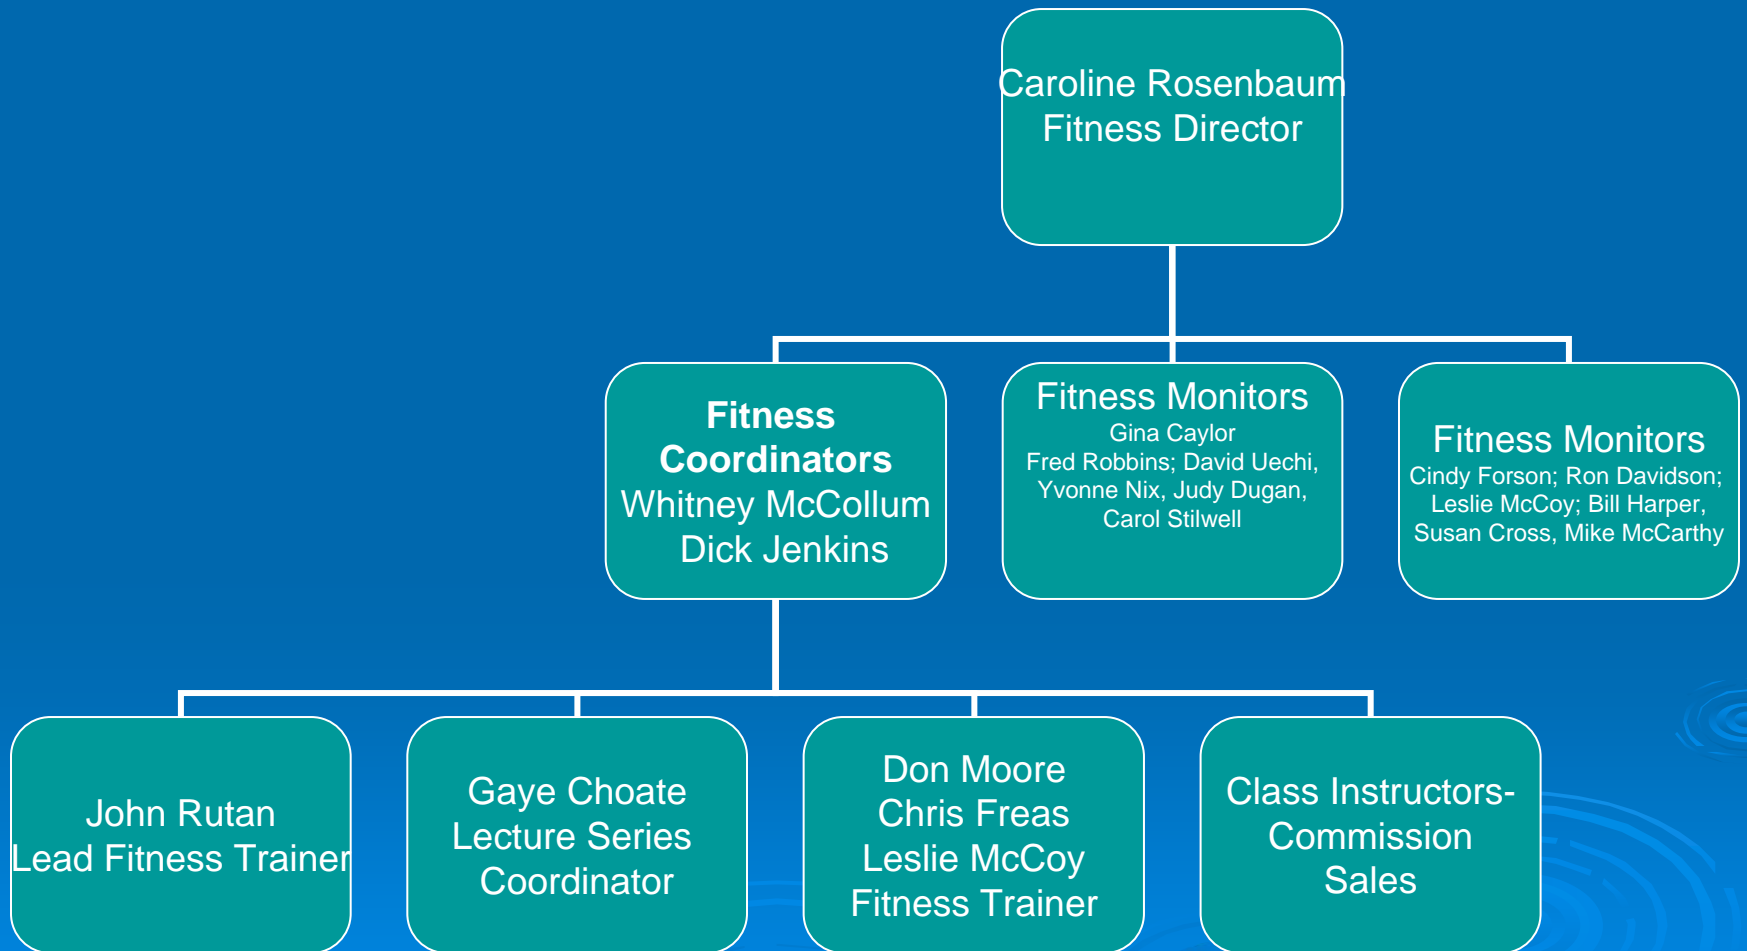 Caroline Rosenbaum
Fitness Director
Fitness
Coordinators
Whitney McCollum
Dick Jenkins
Fitness Monitors
Gina Caylor
Fred Robbins; David Uechi,
Yvonne Nix, Judy Dugan,
Carol Stilwell
Fitness Monitors
Cindy Forson; Ron Davidson;
Leslie McCoy; Bill Harper,
Susan Cross, Mike McCarthy
John Rutan
Lead Fitness Trainer
Gaye Choate
Lecture Series
Coordinator
Don Moore
Chris Freas
Leslie McCoy
Fitness Trainer
Class Instructors-
Commission
Sales